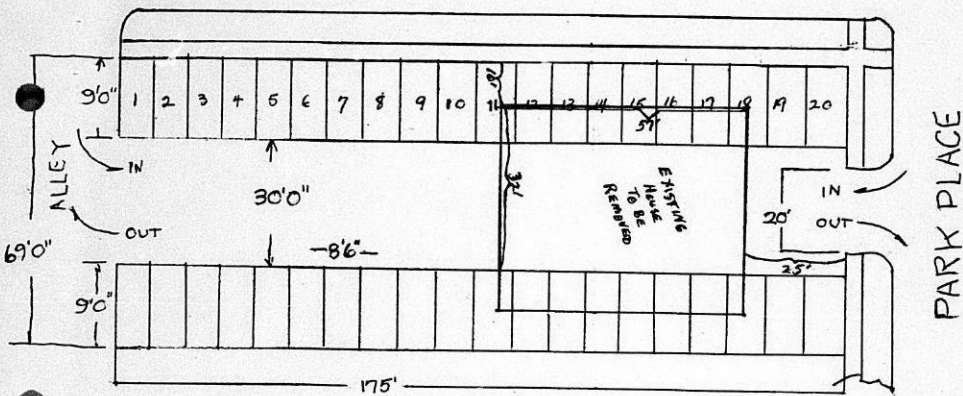 9'0"
1 2 3 4 5 6 7 8 9 10 11 12 13 14 15 16 17 18 19 20
10'
57'
ALLEY
IN
OUT
30'0"
32'
EXISTING
HOUSE
TO BE
REMOVED
20'
IN
OUT
PARK PLACE
69'0"
8'6"
25'
9'0"
175'